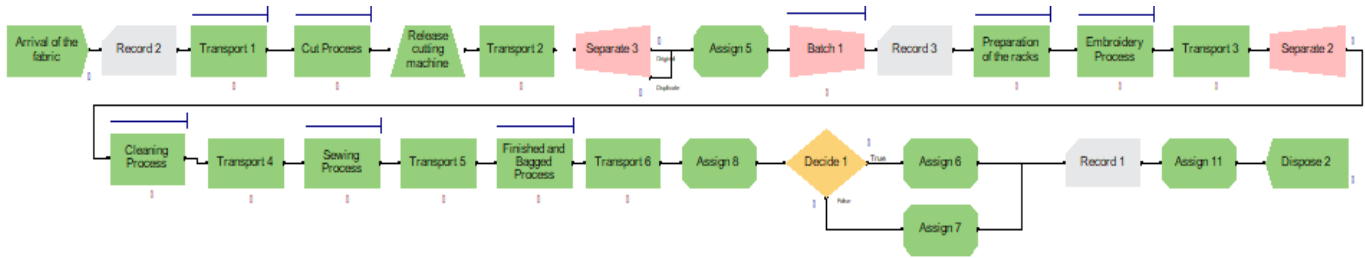 Arrival of the
fabric
Record 2
Transport 1
Cut Process
Release
cutting
machine
Transport 2
Separate 3
Original
Duplicate
Assign 5
Batch 1
Record 3
Preparation
of the racks
Embroidery
Process
Transport 3
Separate 2
Cleaning
Process
Transport 4
Sewing
Process
Transport 5
Finished and
Bagged
Process
Transport 6
Assign 8
Decide 1
True
False
Assign 6
Assign 7
Record 1
Assign 11
Dispose 2